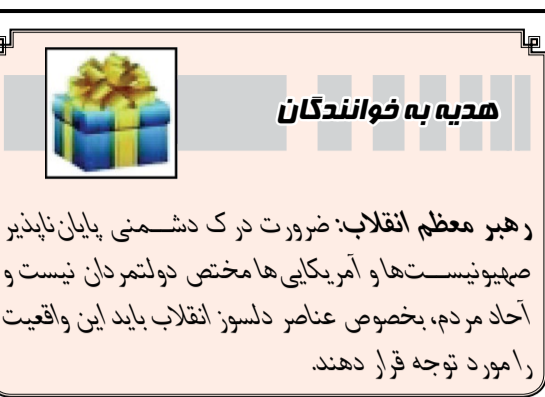 هدیه به خوانندگان
رهبر معظم انقلاب: ضرورت درک دشمنی پایان‌ناپذیر
صهیونیست‌ها و آمریکایی‌ها مختص دولتمردان نیست و
آحاد مردم، بخصوص عناصر دلسوز انقلاب باید این واقعیت
را مورد توجه قرار دهند.